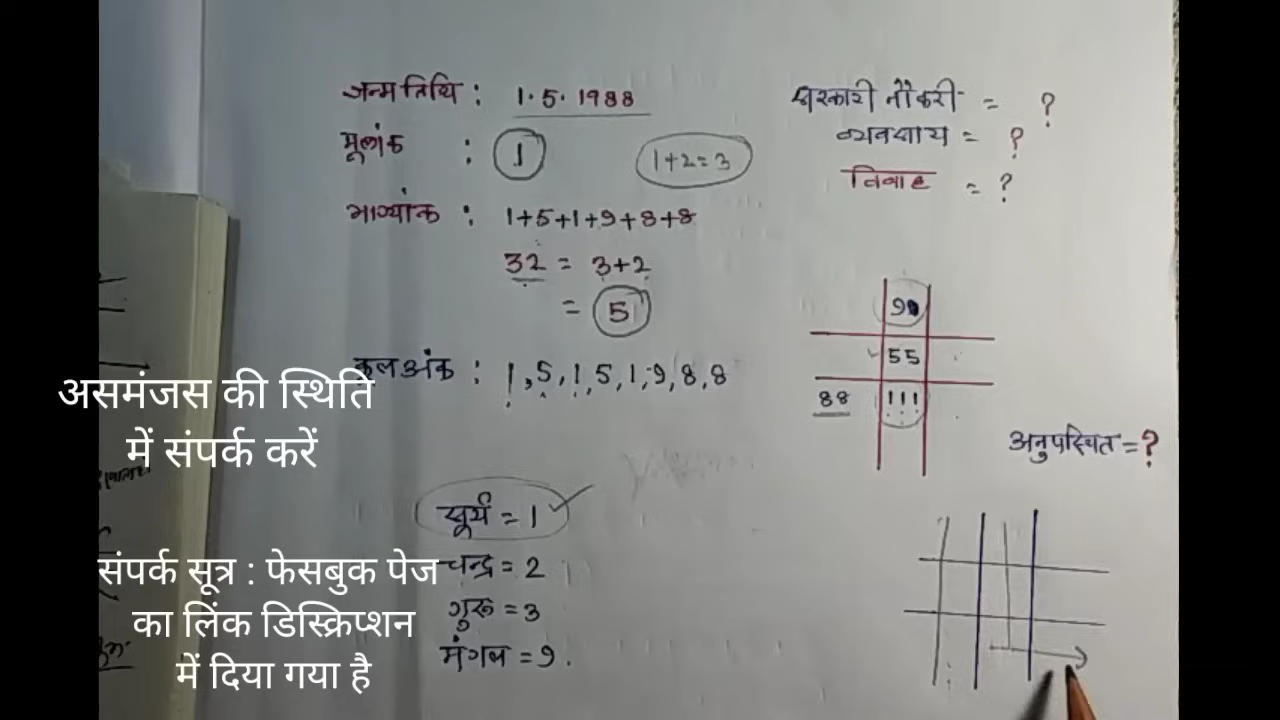 जन्म तिथि : 1.5.1988
मूलांक : 1
1+2=3
भाग्यांक : 1+5+1+9+8+8
32 = 3+2
= 5
कुल अंक : 1,5,1,5,1,9,8,8
सरकारी नौकरी = ?
व्यवसाय = ?
विवाह = ?
99
55
88 111
अनुपस्थित = ?
सूर्य = 1
चन्द्र = 2
गुरू = 3
मंगल = 9.
असमंजस की स्थिति
में संपर्क करें
संपर्क सूत्र : फेसबुक पेज
का लिंक डिस्क्रिप्शन
में दिया गया है